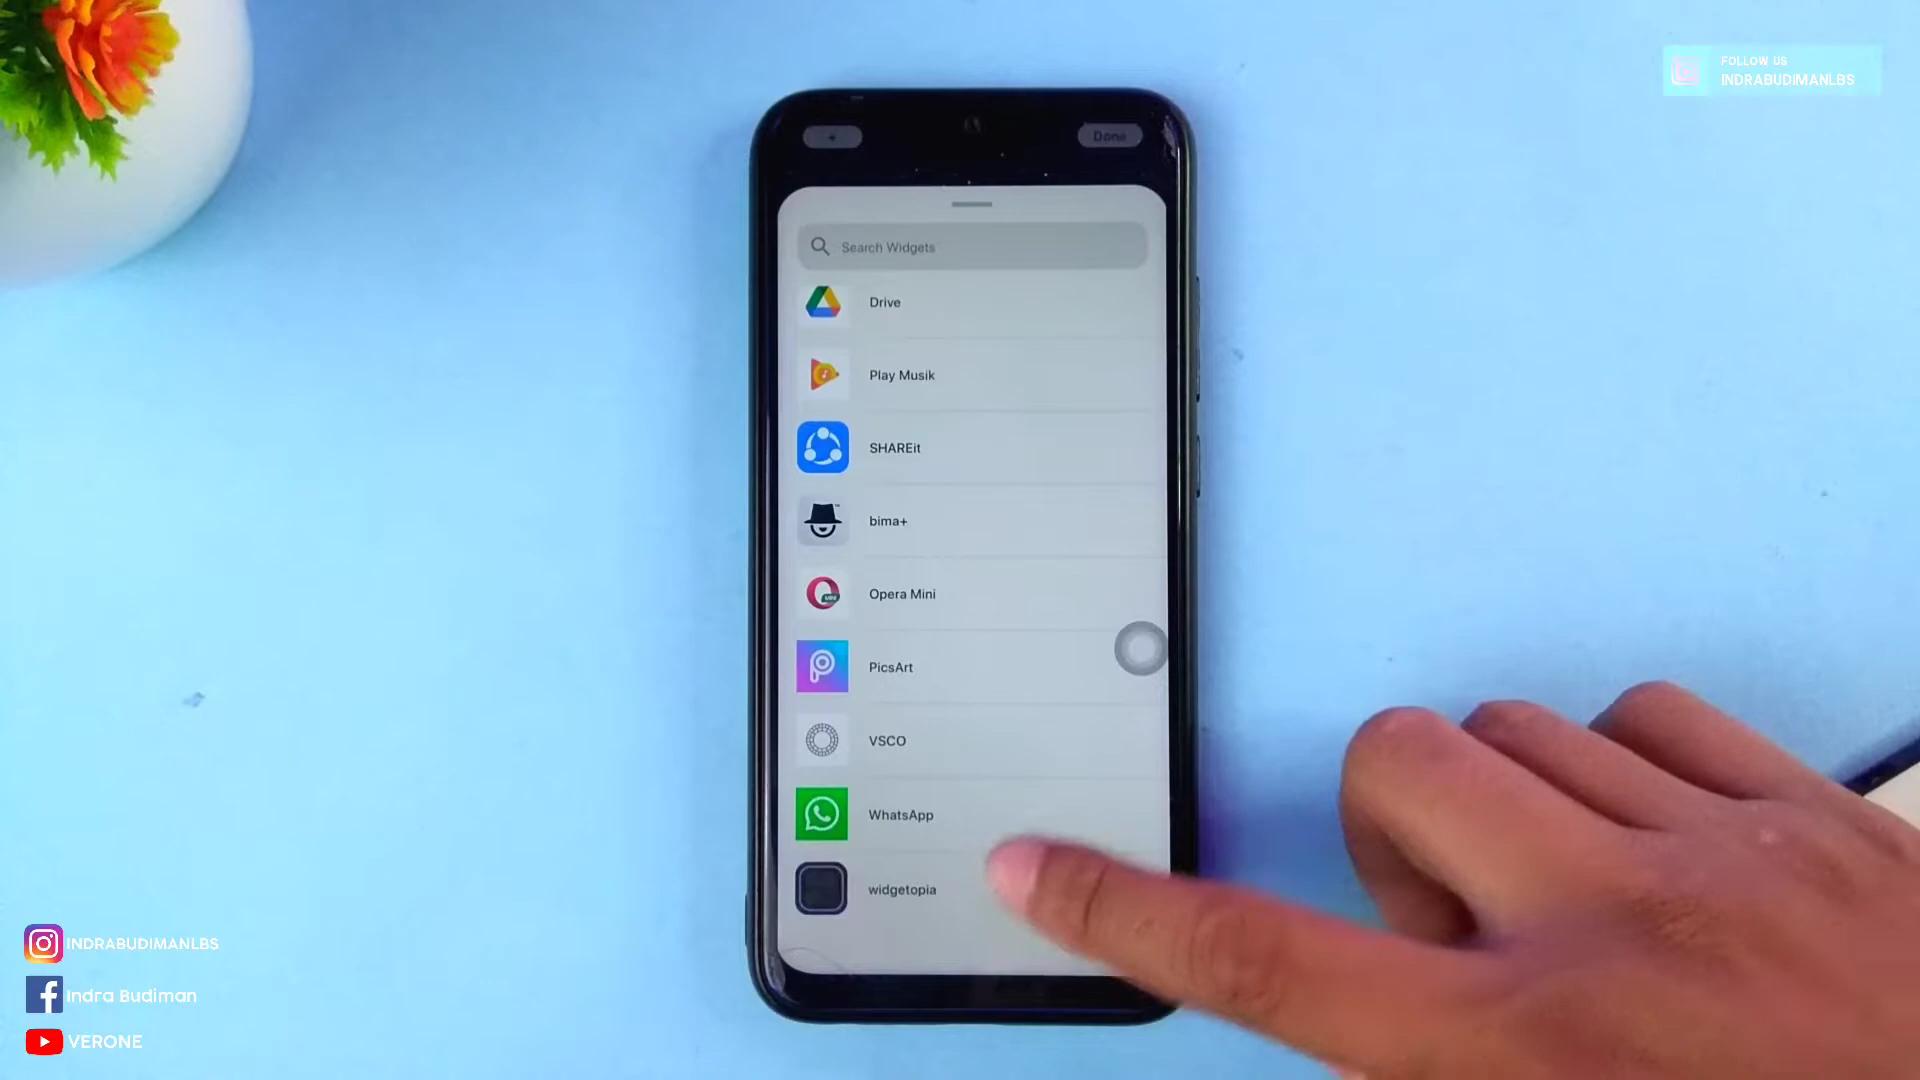 FOLLOW US
INDRABUDIMANLBS
+
Done
Search Widgets
Drive
Play Musik
SHAREit
bima+
Opera Mini
PicsArt
VSCO
WhatsApp
widgetopia
INDRABUDIMANLBS
Indra Budiman
VERONE